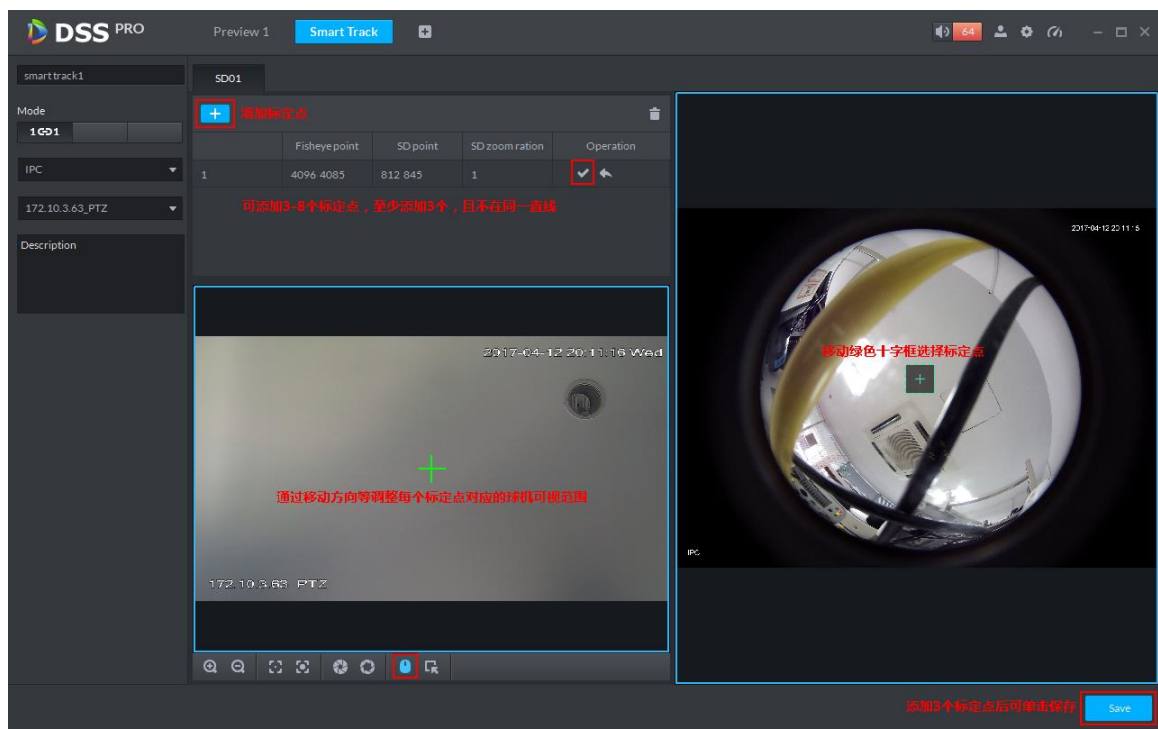 DSS PRO
Preview 1
Smart Track
64
smart track1
SD01
Mode
增加标定点
Fisheye point SD point SD zoom ration Operation
IPC
1 4096 4085 812 845 1
172.10.3.63_PTZ
可添加3-8个标定点，至少添加3个，且不在同一直线
Description
2017-04-12 20:11:16 Wed
通过移动方向等调整每个标定点对应的球机可视范围
172.10.3.63 PTZ
2017-04-12 20 11:15
移动绿色十字框选择标定点
IPC
添加3个标定点后可单击保存
Save